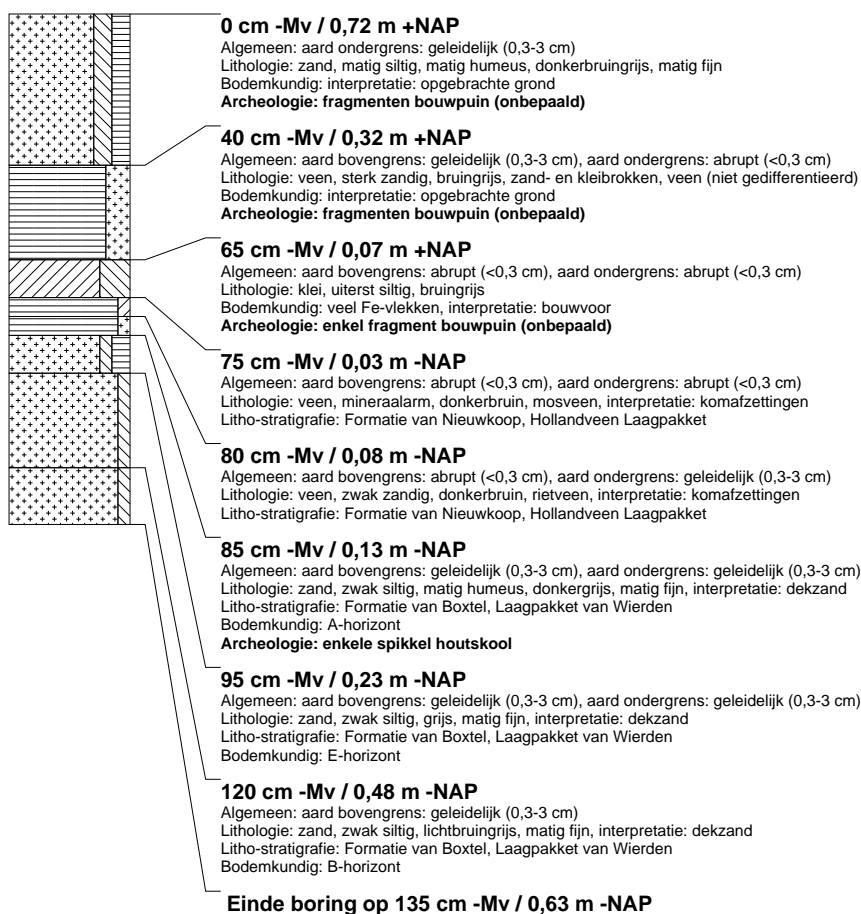 0 cm -Mv / 0,72 m +NAP
Algemeen: aard ondergrens: geleidelijk (0,3-3 cm)
Lithologie: zand, matig siltig, matig humeus, donkerbruingrijs, matig fijn
Bodemkundig: interpretatie: opgebrachte grond
Archeologie: fragmenten bouwpuin (onbepaald)
40 cm -Mv / 0,32 m +NAP
Algemeen: aard bovengrens: geleidelijk (0,3-3 cm), aard ondergrens: abrupt (<0,3 cm)
Lithologie: veen, sterk zandig, bruingrijs, zand- en kleibrokken, veen (niet gedifferentieerd)
Bodemkundig: interpretatie: opgebrachte grond
Archeologie: fragmenten bouwpuin (onbepaald)
65 cm -Mv / 0,07 m +NAP
Algemeen: aard bovengrens: abrupt (<0,3 cm), aard ondergrens: abrupt (<0,3 cm)
Lithologie: klei, uiterst siltig, bruingrijs
Bodemkundig: veel Fe-vlekken, interpretatie: bouwvoor
Archeologie: enkel fragment bouwpuin (onbepaald)
75 cm -Mv / 0,03 m -NAP
Algemeen: aard bovengrens: abrupt (<0,3 cm), aard ondergrens: abrupt (<0,3 cm)
Lithologie: veen, mineraalarm, donkerbruin, mosveen, interpretatie: komafzettingen
Litho-stratigrafie: Formatie van Nieuwkoop, Hollandveen Laagpakket
80 cm -Mv / 0,08 m -NAP
Algemeen: aard bovengrens: abrupt (<0,3 cm), aard ondergrens: geleidelijk (0,3-3 cm)
Lithologie: veen, zwak zandig, donkerbruin, rietveen, interpretatie: komafzettingen
Litho-stratigrafie: Formatie van Nieuwkoop, Hollandveen Laagpakket
85 cm -Mv / 0,13 m -NAP
Algemeen: aard bovengrens: geleidelijk (0,3-3 cm), aard ondergrens: geleidelijk (0,3-3 cm)
Lithologie: zand, zwak siltig, matig humeus, donkergrijs, matig fijn, interpretatie: dekzand
Litho-stratigrafie: Formatie van Boxtel, Laagpakket van Wierden
Bodemkundig: A-horizont
Archeologie: enkele spikkel houtskool
95 cm -Mv / 0,23 m -NAP
Algemeen: aard bovengrens: geleidelijk (0,3-3 cm), aard ondergrens: geleidelijk (0,3-3 cm)
Lithologie: zand, zwak siltig, grijs, matig fijn, interpretatie: dekzand
Litho-stratigrafie: Formatie van Boxtel, Laagpakket van Wierden
Bodemkundig: E-horizont
120 cm -Mv / 0,48 m -NAP
Algemeen: aard bovengrens: geleidelijk (0,3-3 cm)
Lithologie: zand, zwak siltig, lichtbruingrijs, matig fijn, interpretatie: dekzand
Litho-stratigrafie: Formatie van Boxtel, Laagpakket van Wierden
Bodemkundig: B-horizont
Einde boring op 135 cm -Mv / 0,63 m -NAP